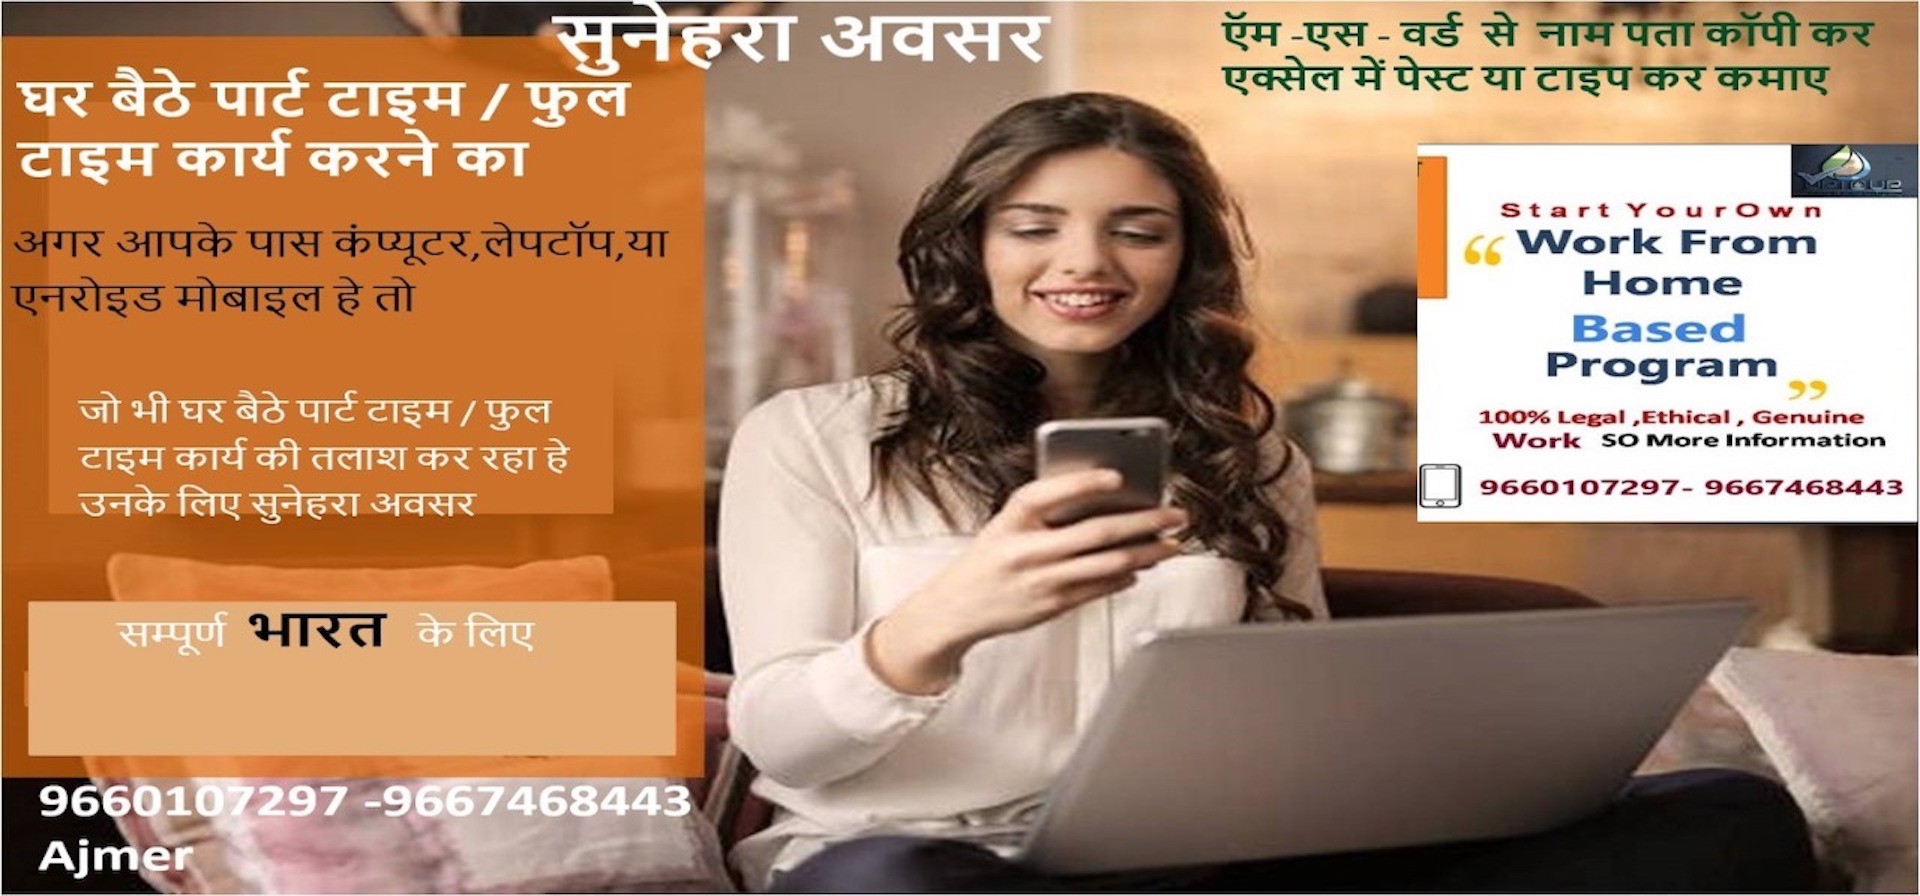 सुनेहरा अवसर
घर बैठे पार्ट टाइम / फुल
टाइम कार्य करने का
अगर आपके पास कंप्यूटर,लेपटॉप,या
एनरोइड मोबाइल हे तो
जो भी घर बैठे पार्ट टाइम / फुल
टाइम कार्य की तलाश कर रहा हे
उनके लिए सुनेहरा अवसर
सम्पूर्ण भारत के लिए
9660107297 -9667468443
Ajmer
ऍम -एस - वर्ड से नाम पता कॉपी कर
एक्सेल में पेस्ट या टाइप कर कमाए
Start YourOwn
“ Work From
Home
Based
Program ”
100% Legal ,Ethical , Genuine
Work SO More Information
9660107297- 9667468443